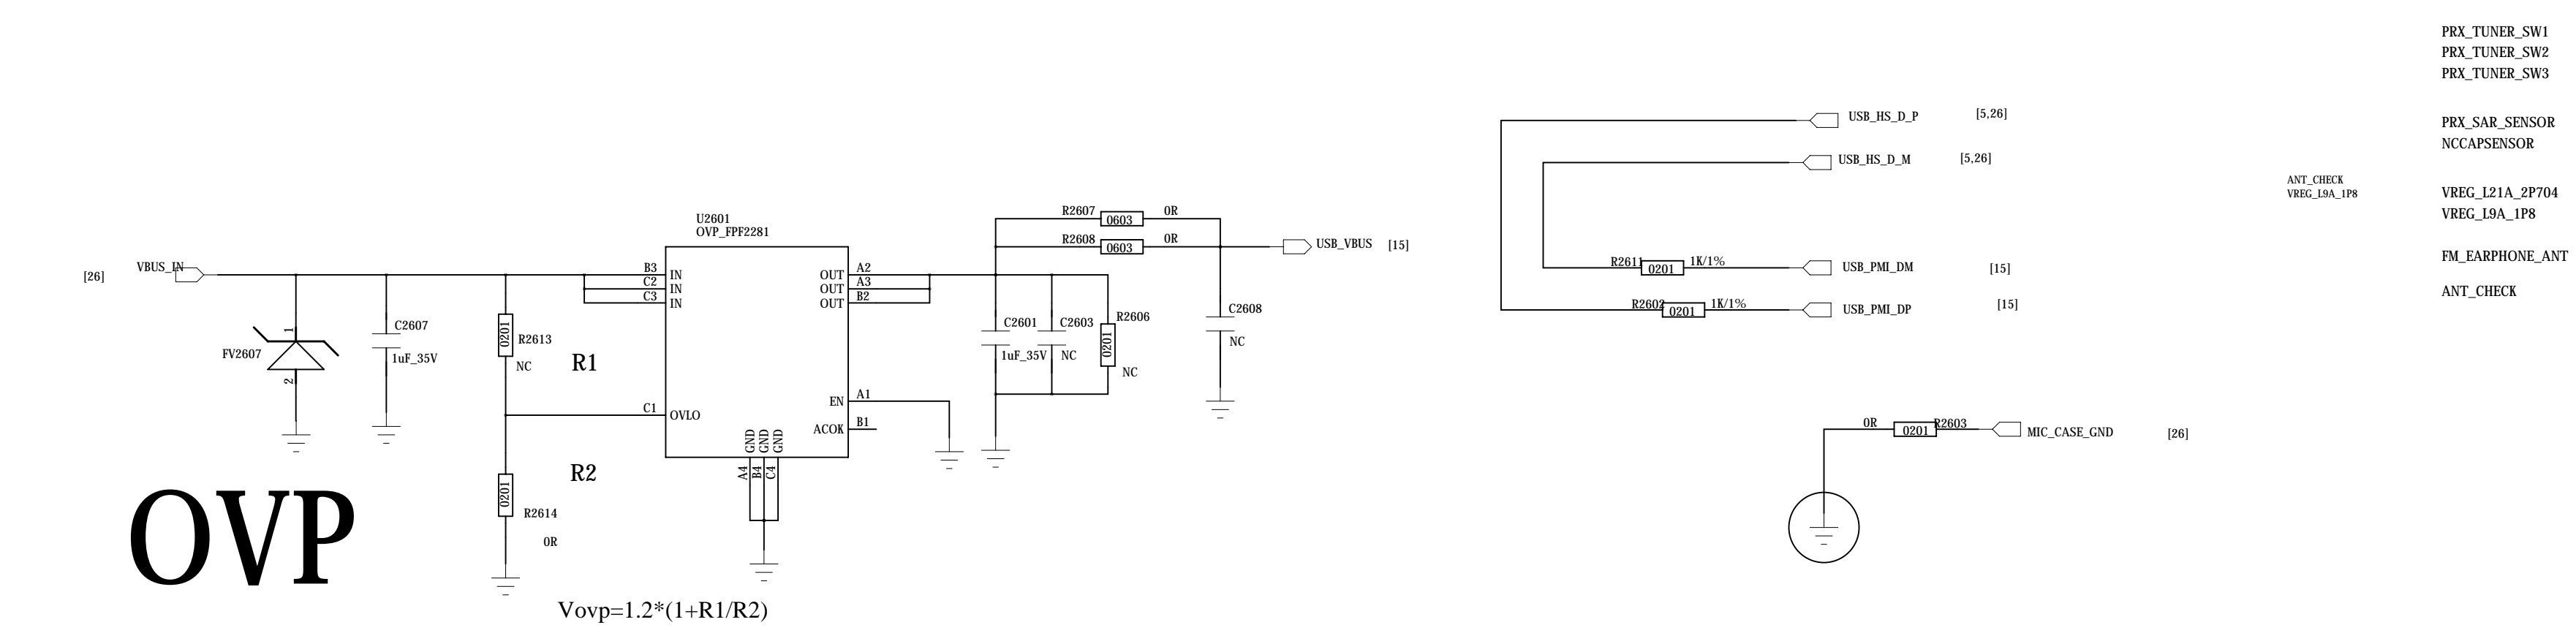 [26]
VBUS_IN
FV2607
1
2
C2607
1uF_35V
0201
R2613
NC
R1
R2
0201
R2614
0R
OVP
Vovp=1.2*(1+R1/R2)
U2601
OVP_FPF2281
B3 IN
C2 IN
C3 IN
C1 OVLO
OUT A2
OUT A3
OUT B2
EN A1
ACOK B1
GND
GND
GND
A4
B4
C4
R2607 0603 0R
R2608 0603 0R
USB_VBUS [15]
C2601
1uF_35V
C2603
NC
R2606
0201
NC
C2608
NC
USB_HS_D_P [5,26]
USB_HS_D_M [5,26]
R2611 0201 1K/1% USB_PMI_DM [15]
R2602 0201 1K/1% USB_PMI_DP [15]
0R 0201 R2603 MIC_CASE_GND [26]
ANT_CHECK
VREG_L9A_1P8
PRX_TUNER_SW1
PRX_TUNER_SW2
PRX_TUNER_SW3
PRX_SAR_SENSOR
NCCAPSENSOR
VREG_L21A_2P704
VREG_L9A_1P8
FM_EARPHONE_ANT
ANT_CHECK